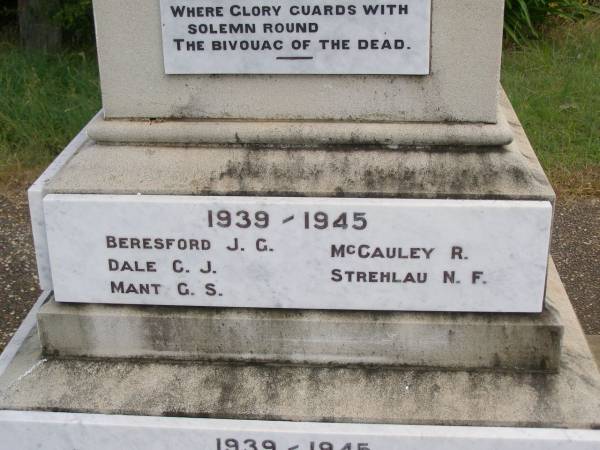 Where Glory guards with
solemn round
The bivouac of the dead.
1939 - 1945
Beresford J. G.
Dale C. J.
Mant G. S.
McCauley R.
Strehlau N. F.
1939 - 1945